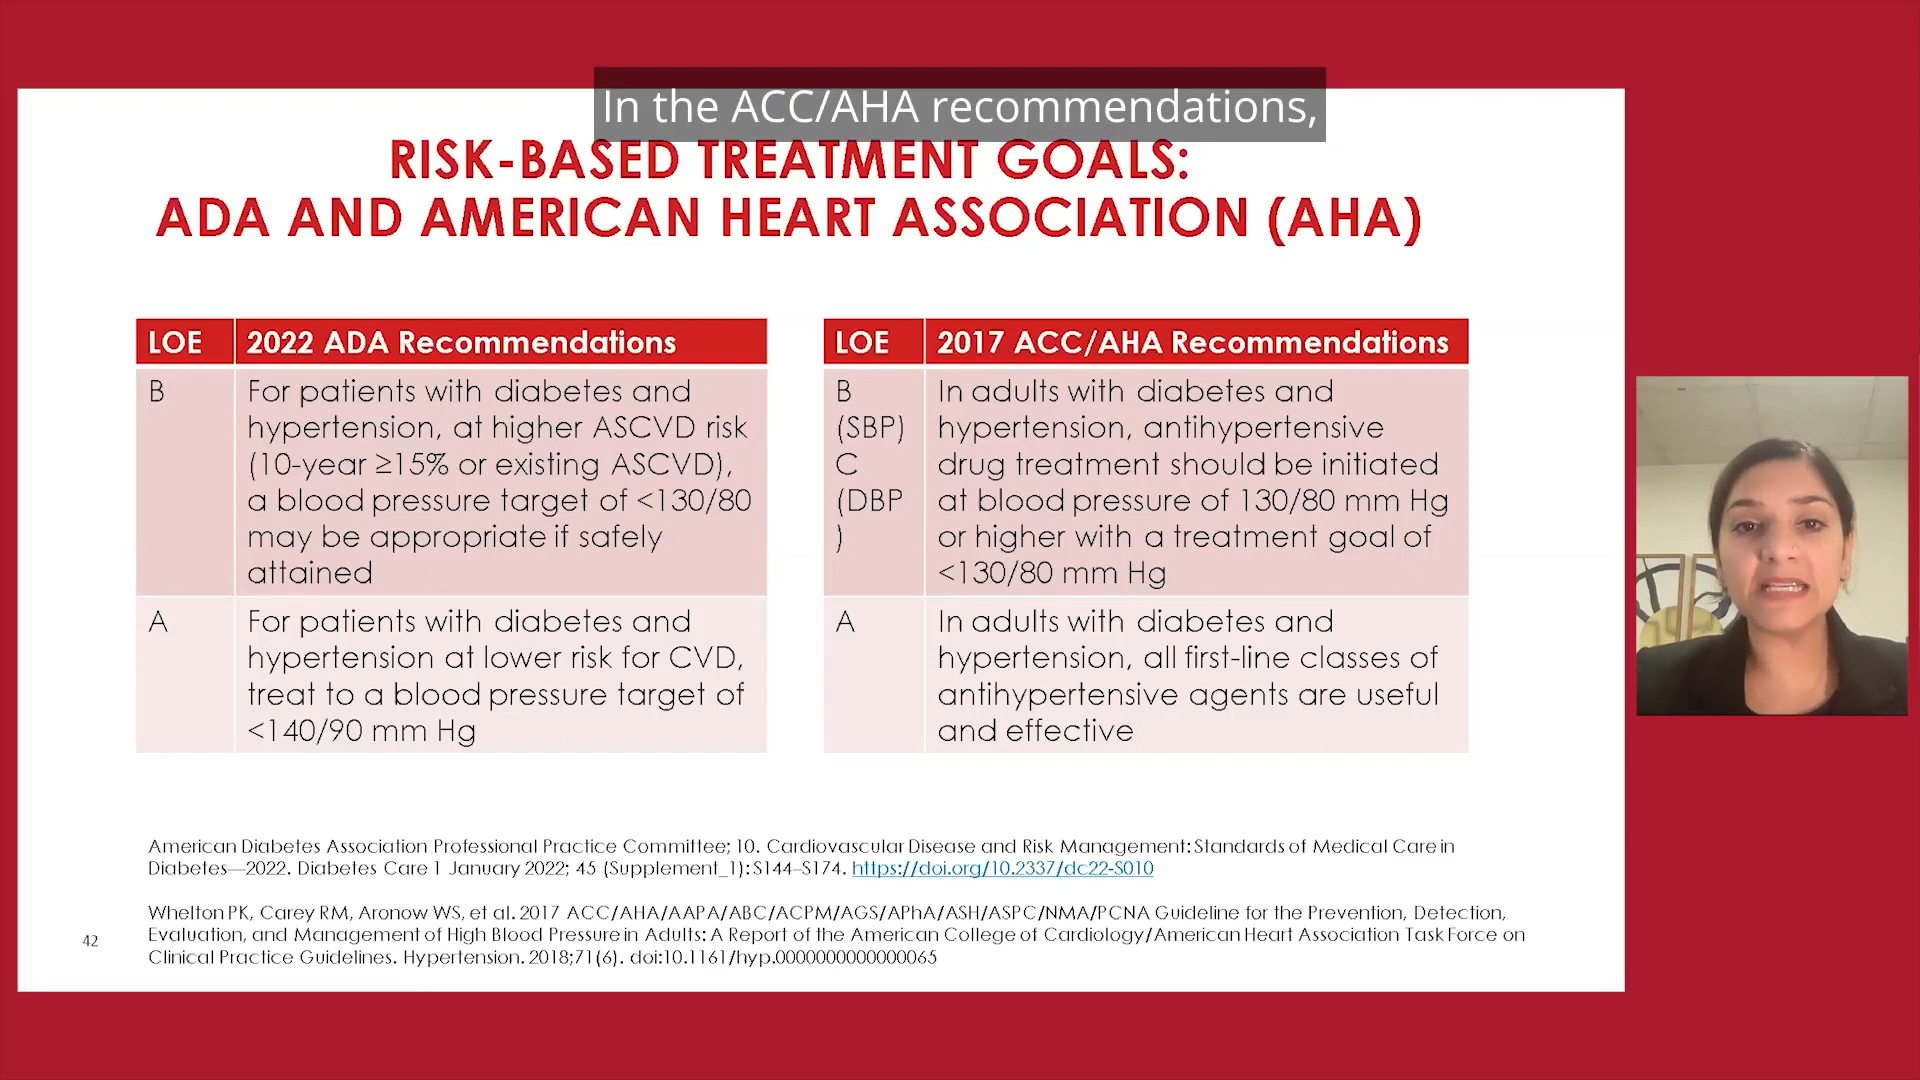 In the ACC/AHA recommendations,
RISK-BASED TREATMENT GOALS:
ADA AND AMERICAN HEART ASSOCIATION (AHA)
LOE 2022 ADA Recommendations
B For patients with diabetes and
hypertension, at higher ASCVD risk
(10-year ≥15% or existing ASCVD),
a blood pressure target of <130/80
may be appropriate if safely
attained
A For patients with diabetes and
hypertension at lower risk for CVD,
treat to a blood pressure target of
<140/90 mm Hg
LOE 2017 ACC/AHA Recommendations
B In adults with diabetes and
(SBP) hypertension, antihypertensive
C drug treatment should be initiated
(DBP at blood pressure of 130/80 mm Hg
) or higher with a treatment goal of
<130/80 mm Hg
A In adults with diabetes and
hypertension, all first-line classes of
antihypertensive agents are useful
and effective
American Diabetes Association Professional Practice Committee; 10. Cardiovascular Disease and Risk Management: Standards of Medical Care in
Diabetes—2022. Diabetes Care 1 January 2022; 45 (Supplement_1): S144–S174. https://doi.org/10.2337/dc22-S010
Whelton PK, Carey RM, Aronow WS, et al. 2017 ACC/AHA/AAPA/ABC/ACPM/AGS/APhA/ASH/ASPC/NMA/PCNA Guideline for the Prevention, Detection,
Evaluation, and Management of High Blood Pressure in Adults: A Report of the American College of Cardiology/American Heart Association Task Force on
Clinical Practice Guidelines. Hypertension. 2018;71(6). doi:10.1161/hyp.0000000000000065
42